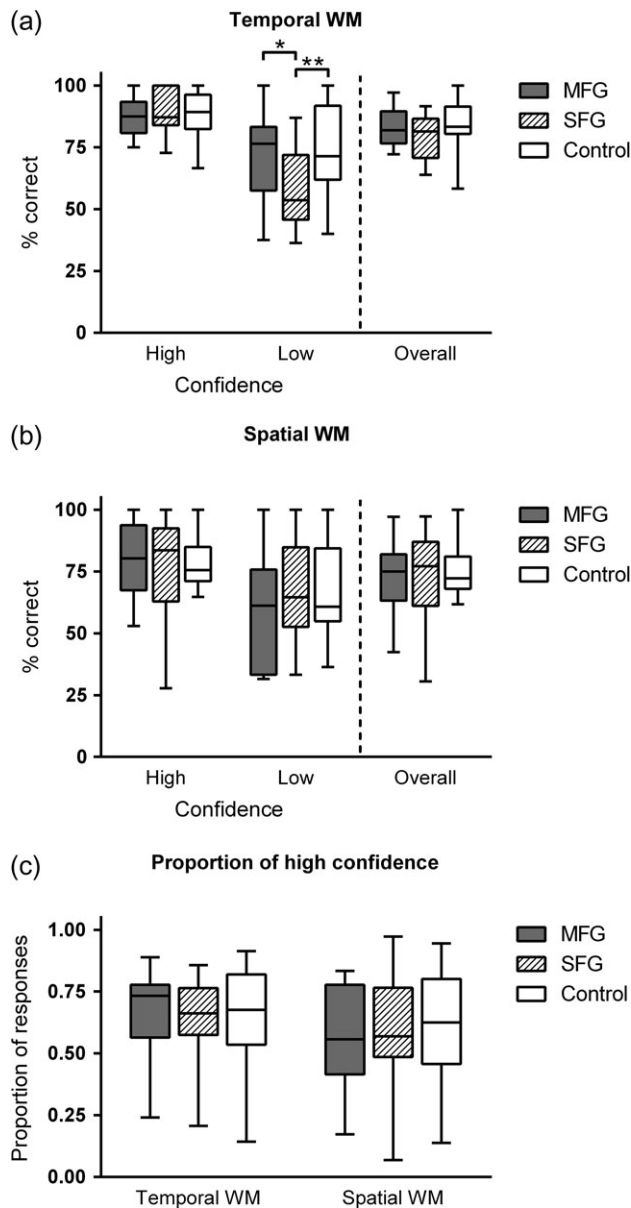 (a)
Temporal WM
* **
100
75
50
25
0
% correct
High Low Overall
Confidence
MFG
SFG
Control
(b)
Spatial WM
100
75
50
25
0
% correct
High Low Overall
Confidence
MFG
SFG
Control
(c)
Proportion of high confidence
1.00
0.75
0.50
0.25
0.00
Proportion of responses
Temporal WM Spatial WM
MFG
SFG
Control